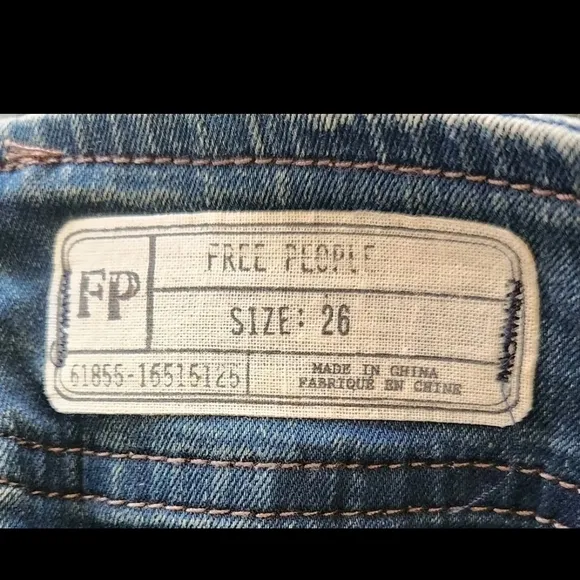 FP
FREE PEOPLE
SIZE: 26
61855-16515125
MADE IN CHINA
FABRIQUÉ EN CHINE